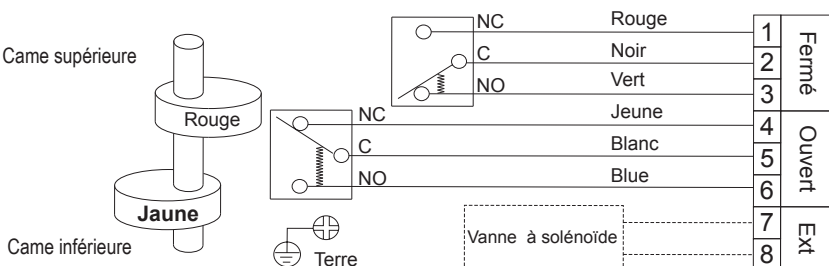 Came supérieure
Rouge
Jaune
Came inférieure
NC
C
NO
NC
C
NO
Terre
Rouge
Noir
Vert
Jeune
Blanc
Blue
Vanne à solénoïde
1
2
3
4
5
6
7
8
Fermé
Ouvert
Ext